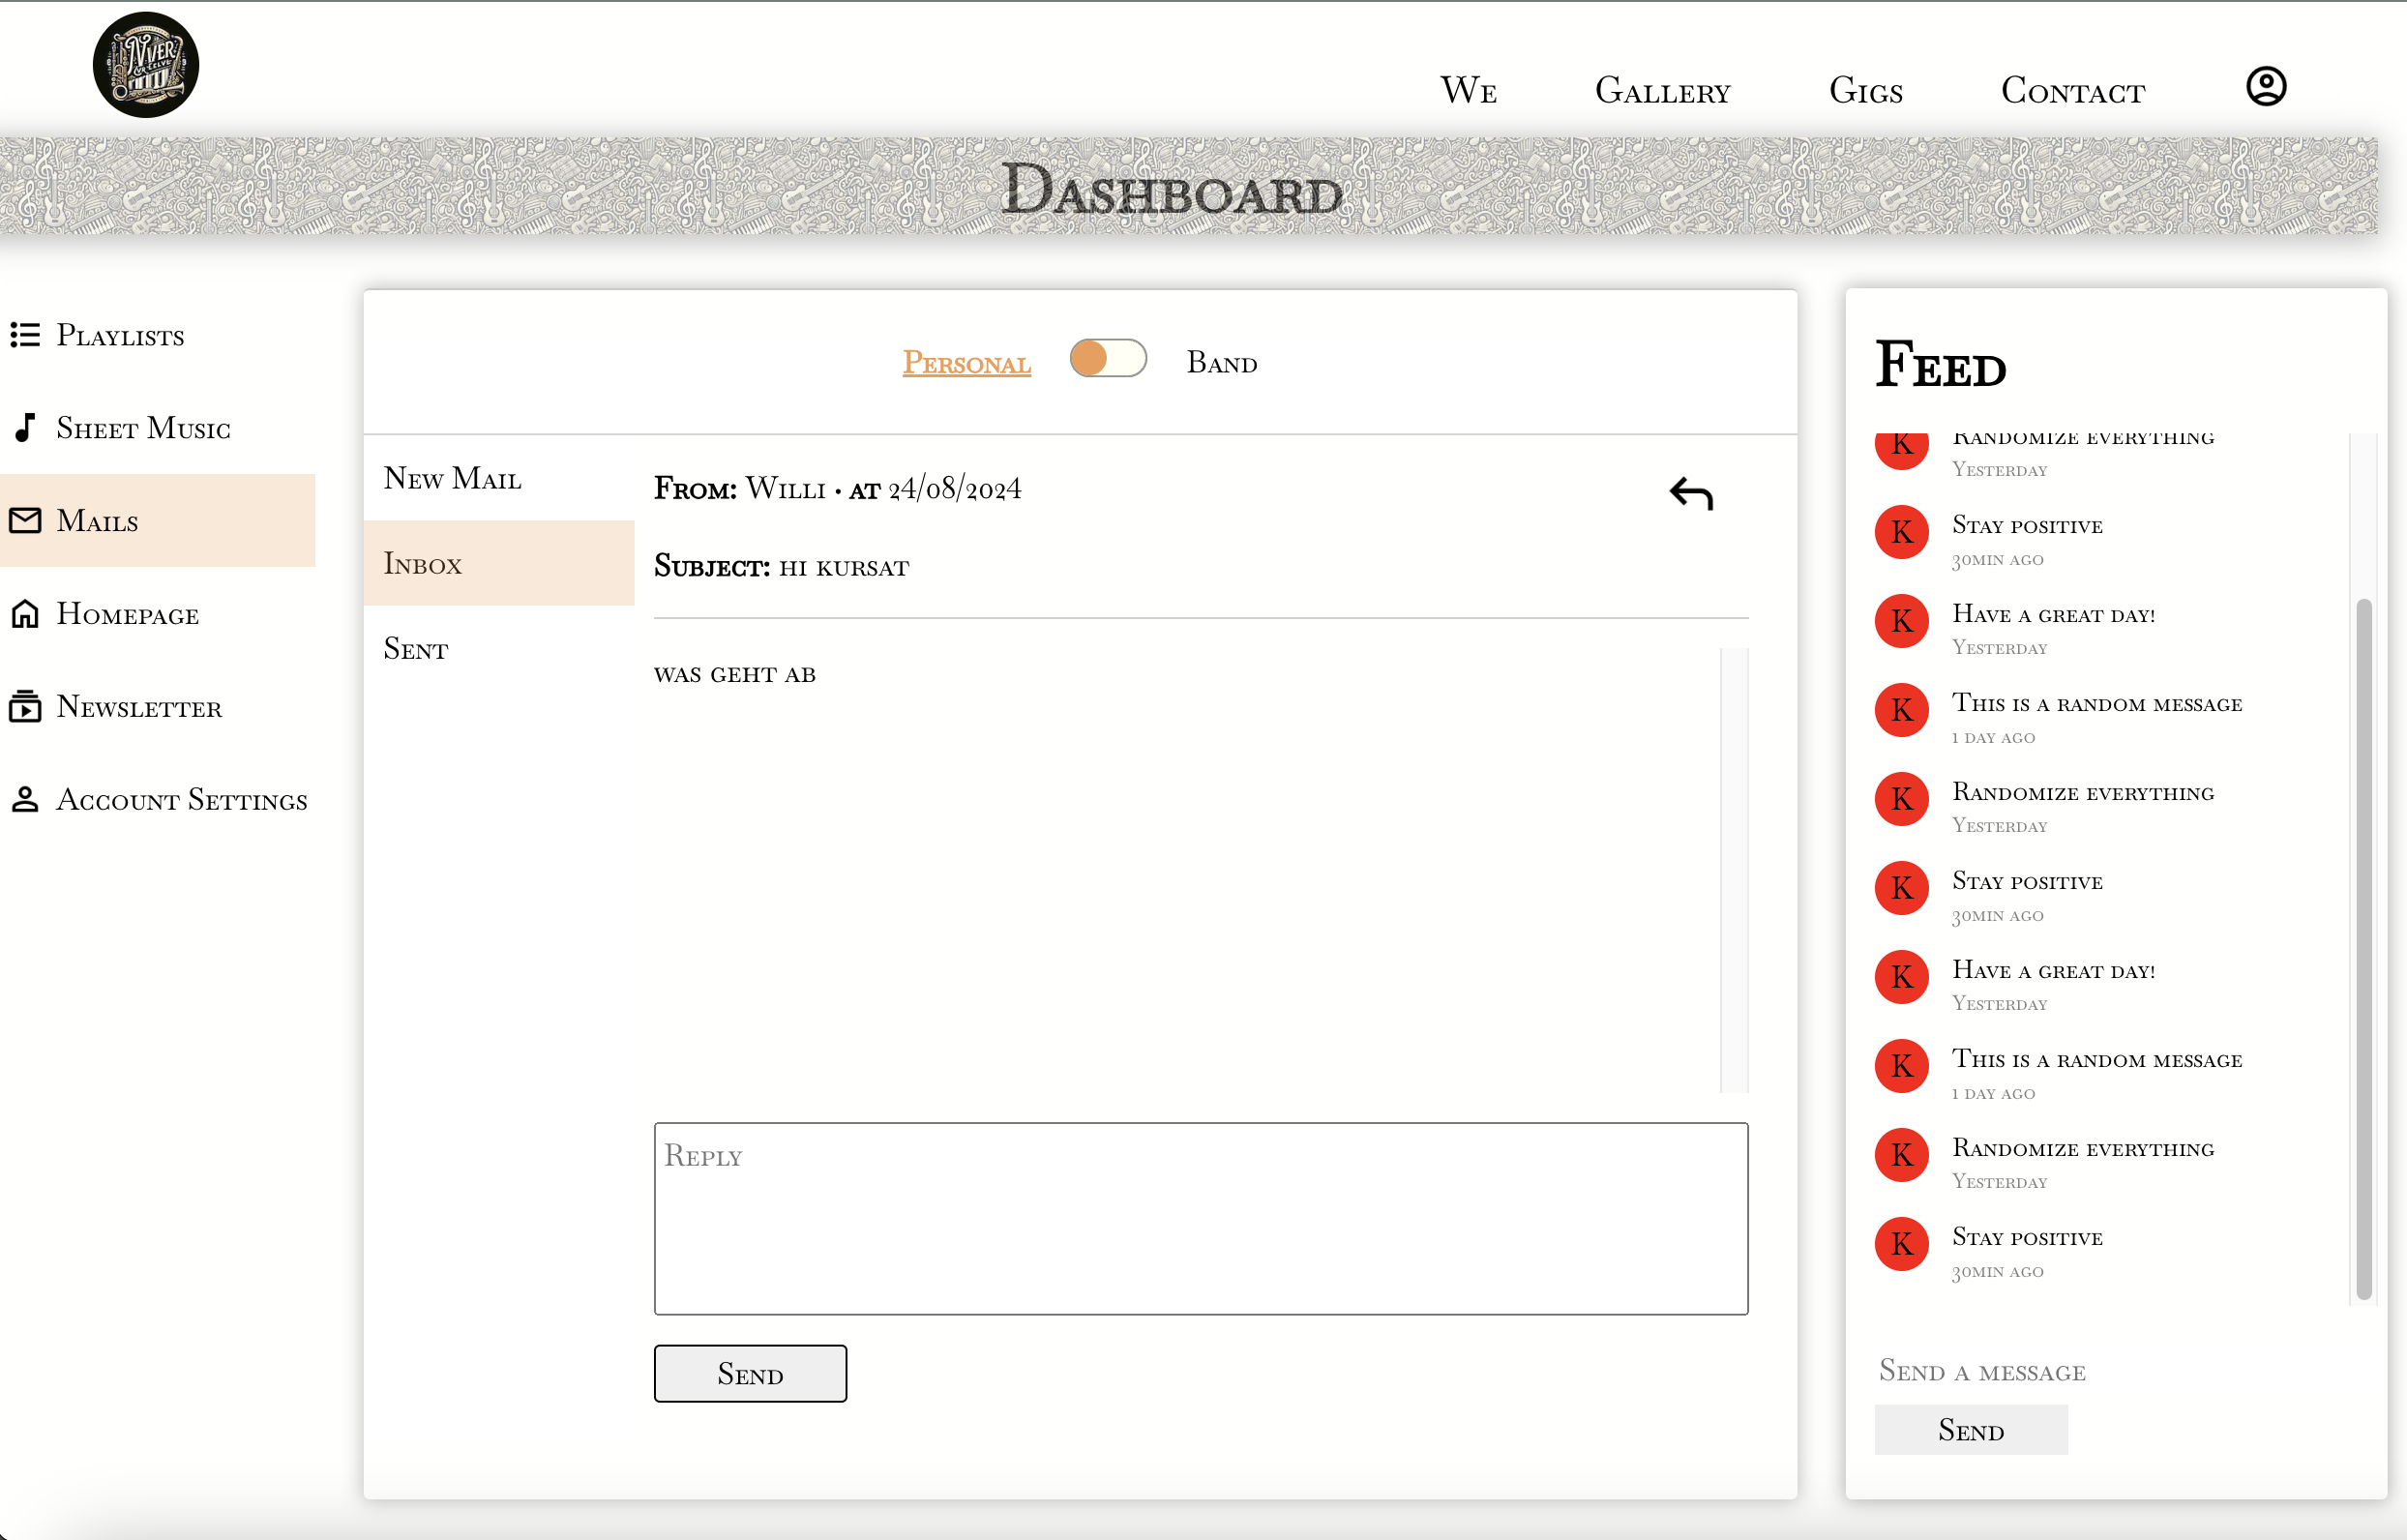 We Gallery Gigs Contact
Dashboard
Playlists
Sheet Music
Mails
Homepage
Newsletter
Account Settings
Personal Band
New Mail
Inbox
Sent
From: Willi • at 24/08/2024
Subject: hi kursat
was geht ab
Reply
Send
Feed
K Randomize everything
Yesterday
K Stay positive
30min ago
K Have a great day!
Yesterday
K This is a random message
1 day ago
K Randomize everything
Yesterday
K Stay positive
30min ago
K Have a great day!
Yesterday
K This is a random message
1 day ago
K Randomize everything
Yesterday
K Stay positive
30min ago
Send a message
Send